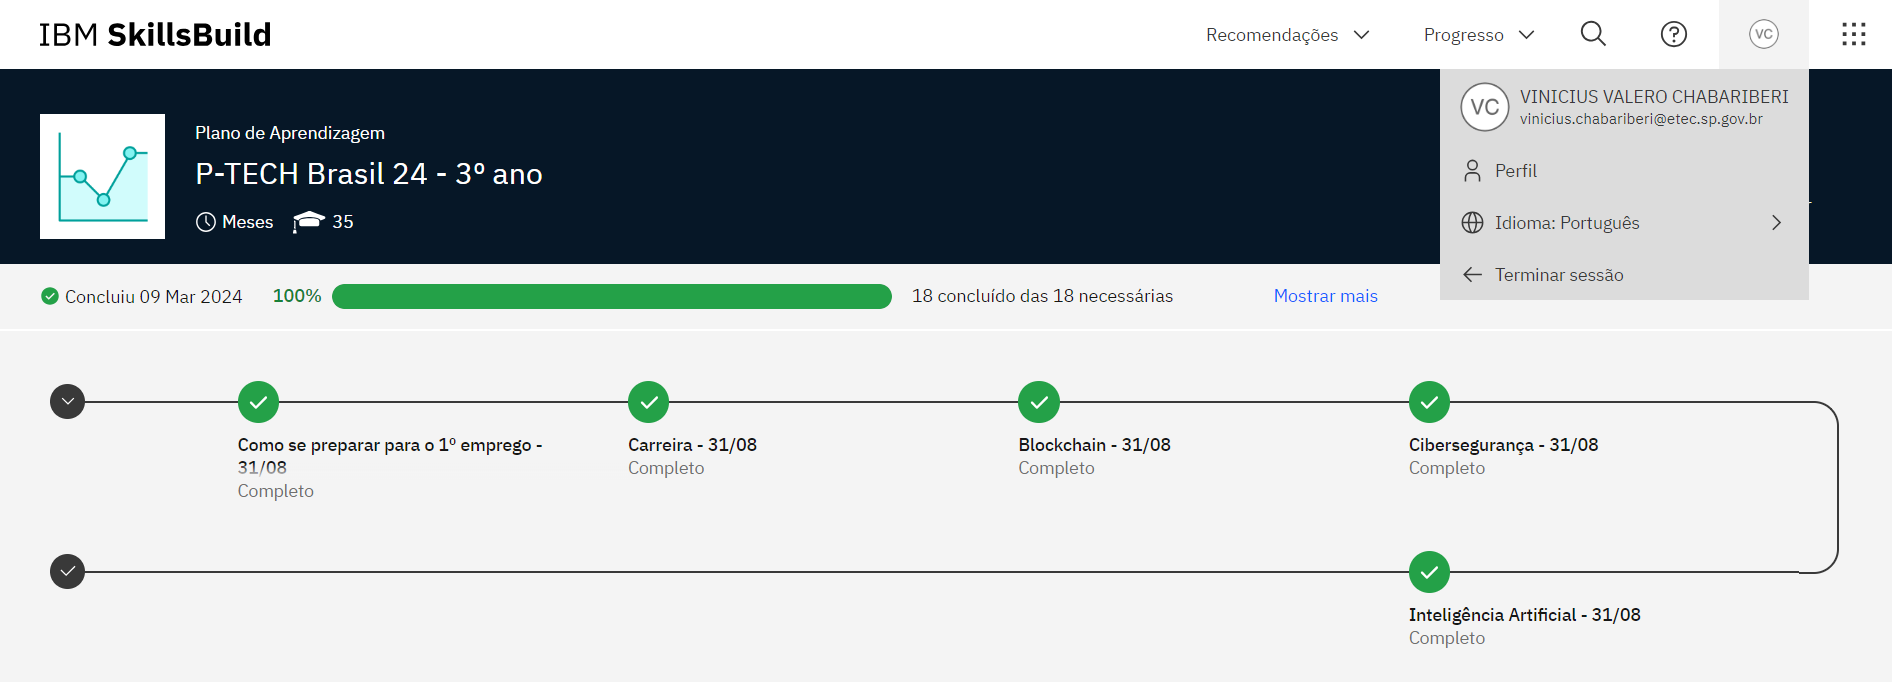 IBM SkillsBuild
Recomendações
Progresso
VC
VC
VINICIUS VALERO CHABARIBERI
vinicius.chabariberi@etec.sp.gov.br
Perfil
Idioma: Português
Terminar sessão
Plano de Aprendizagem
P-TECH Brasil 24 - 3º ano
Meses 35
Concluiu 09 Mar 2024 100% 18 concluído das 18 necessárias Mostrar mais
Como se preparar para o 1º emprego -
31/08
Completo
Carreira - 31/08
Completo
Blockchain - 31/08
Completo
Cibersegurança - 31/08
Completo
Inteligência Artificial - 31/08
Completo